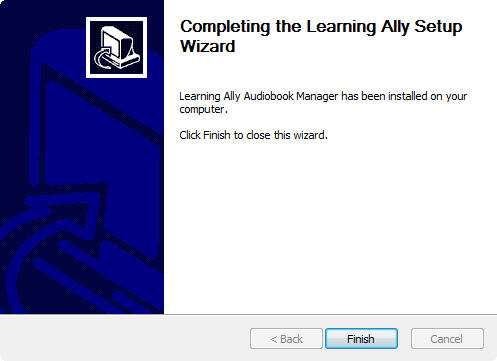 Completing the Learning Ally Setup
Wizard
Learning Ally Audiobook Manager has been installed on your
computer.
Click Finish to close this wizard.
< Back
Finish
Cancel